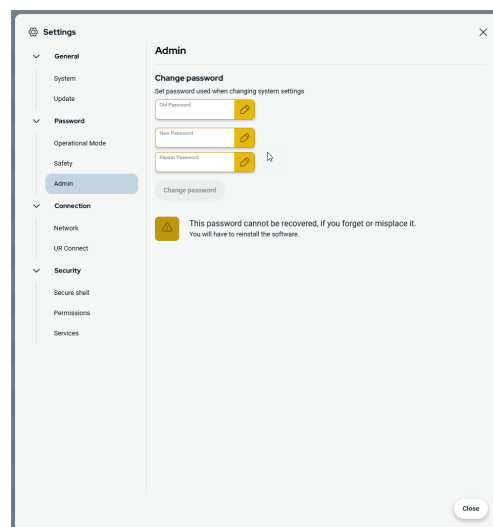 Settings
General
System
Update
Password
Operational Mode
Safety
Admin
Connection
Network
UR Connect
Security
Secure shell
Permissions
Services
Admin
Change password
Set password used when changing system settings
Old Password
New Password
Repeat Password
Change password
This password cannot be recovered, if you forget or misplace it.
You will have to reinstall the software.
Close